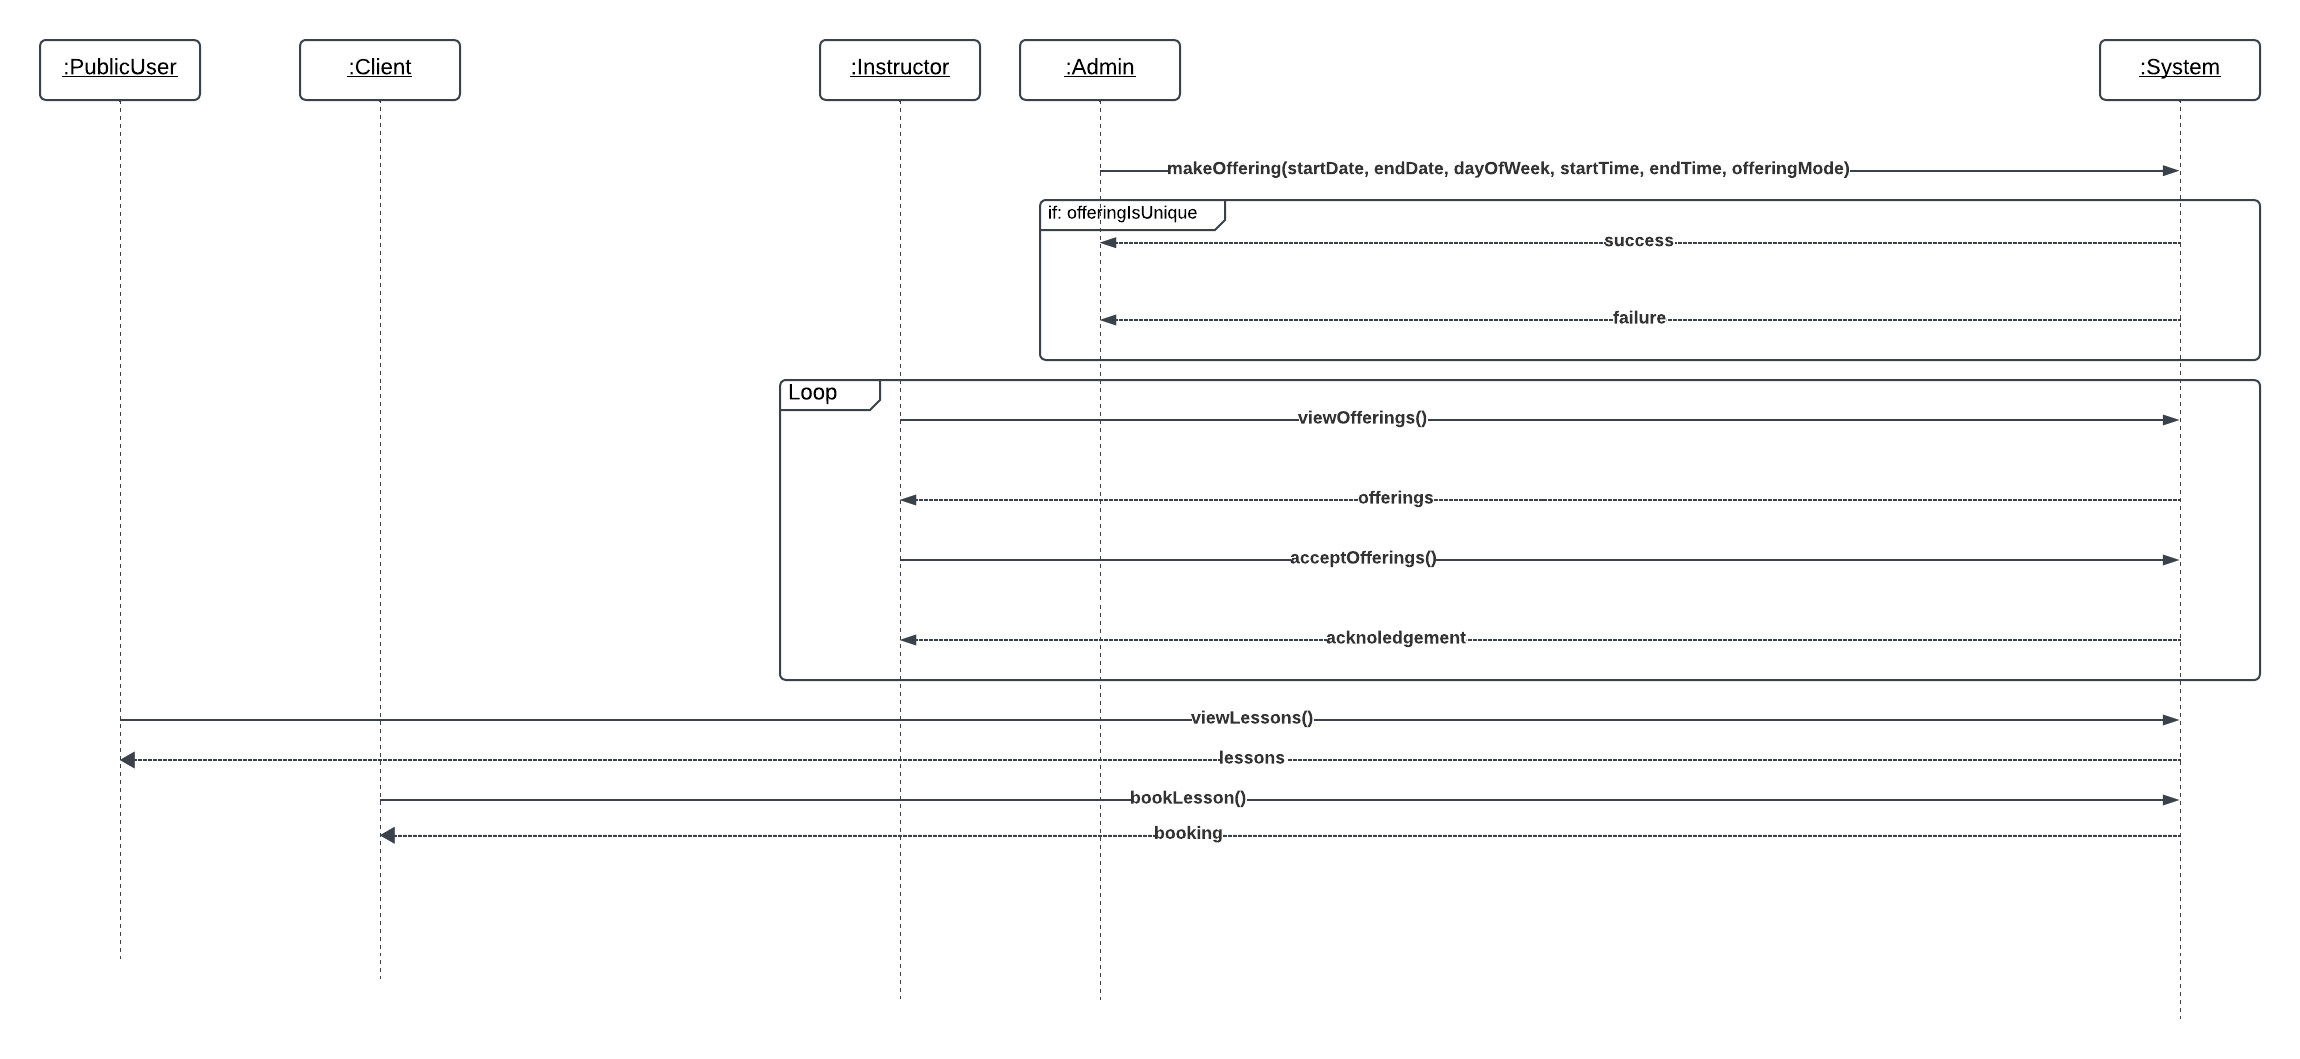 :PublicUser
:Client
:Instructor
:Admin
:System
makeOffering(startDate, endDate, dayOfWeek, startTime, endTime, offeringMode)
if: offeringIsUnique
success
failure
Loop
viewOfferings()
offerings
acceptOfferings()
acknoledgement
viewLessons()
lessons
bookLesson()
booking